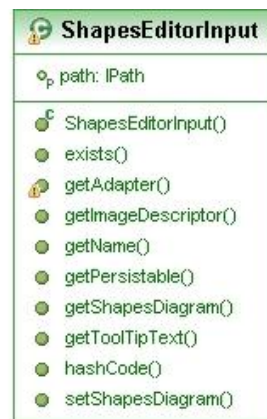 ShapesEditorInput
path: IPath
ShapesEditorInput()
exists()
getAdapter()
getImageDescriptor()
getName()
getPersistable()
getShapesDiagram()
getToolTipText()
hashCode()
setShapesDiagram()